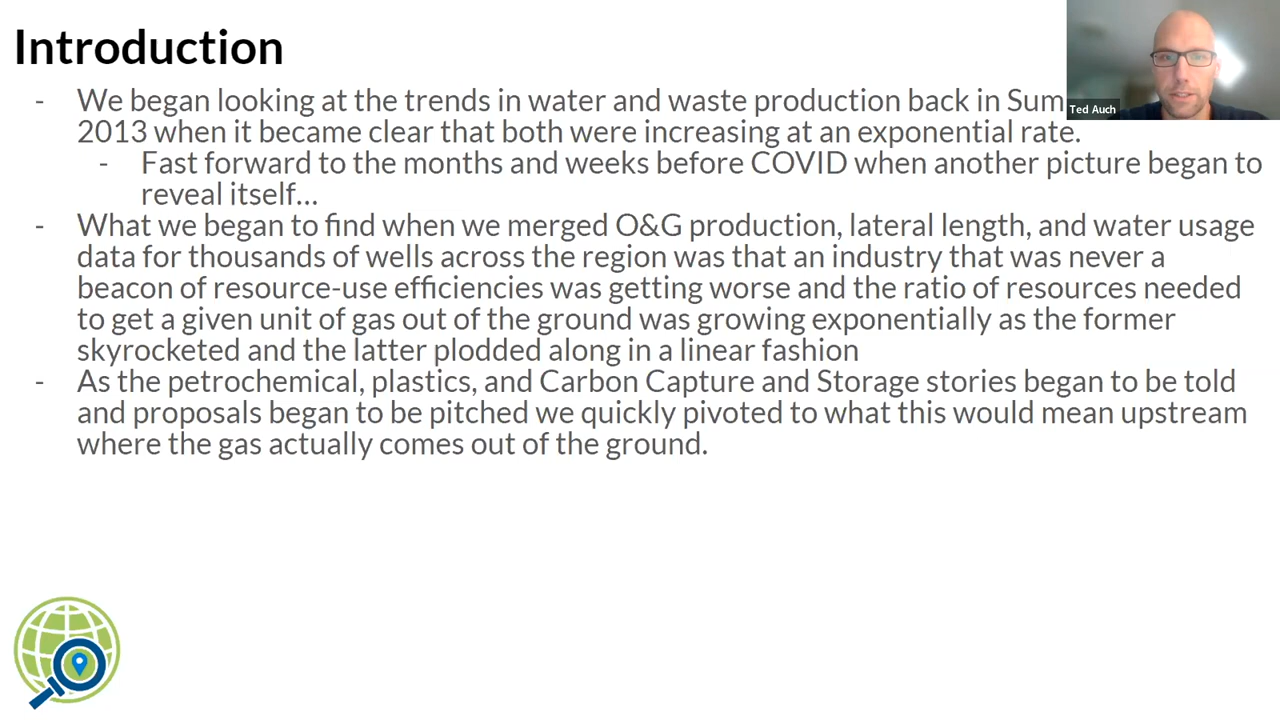 Introduction
- We began looking at the trends in water and waste production back in Sum
2013 when it became clear that both were increasing at an exponential rate.
- Fast forward to the months and weeks before COVID when another picture began to
reveal itself...
- What we began to find when we merged O&G production, lateral length, and water usage
data for thousands of wells across the region was that an industry that was never a
beacon of resource-use efficiencies was getting worse and the ratio of resources needed
to get a given unit of gas out of the ground was growing exponentially as the former
skyrocketed and the latter plodded along in a linear fashion
- As the petrochemical, plastics, and Carbon Capture and Storage stories began to be told
and proposals began to be pitched we quickly pivoted to what this would mean upstream
where the gas actually comes out of the ground.
Ted Auch